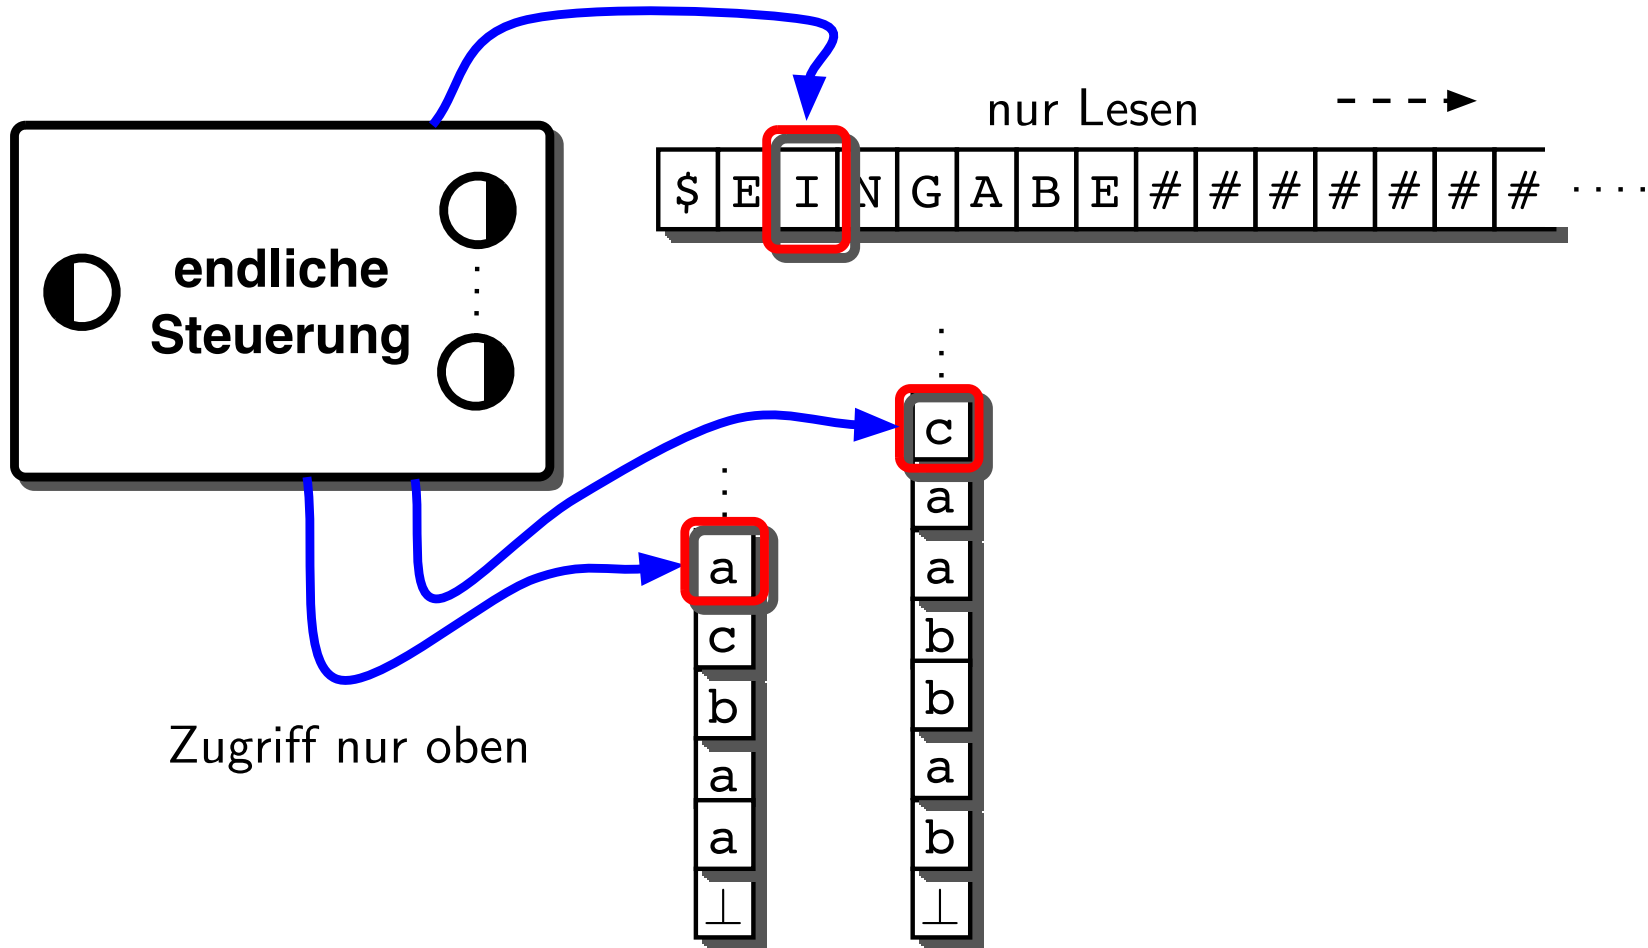 nur Lesen
$EINGABE#######....
endliche
Steuerung
c
a
a
b
b
a
b
⊥
a
c
b
a
a
⊥
Zugriff nur oben